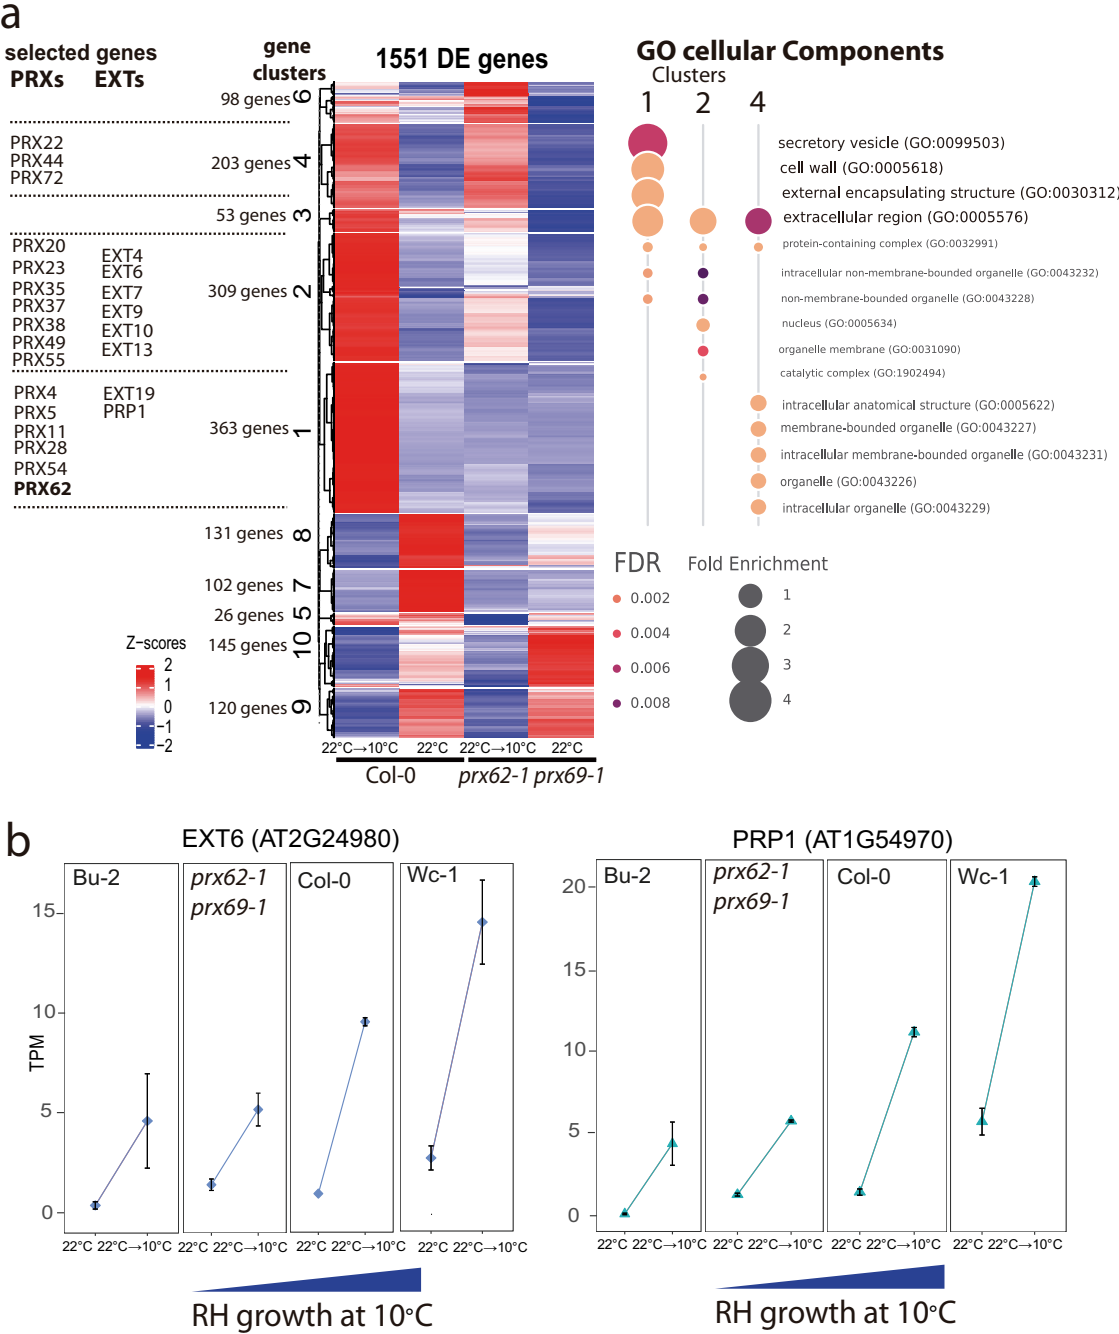 a
selected genes
PRXs EXTs
gene
clusters
1551 DE genes
GO cellular Components
Clusters
1 2 4
98 genes 6
PRX22
PRX44
PRX72
203 genes 4
53 genes 3
PRX20
PRX23
PRX35
PRX37
PRX38
PRX49
PRX55
EXT4
EXT6
EXT7
EXT9
EXT10
EXT13
309 genes 2
PRX4
PRX5
PRX11
PRX28
PRX54
PRX62
EXT19
PRP1
363 genes 1
131 genes 8
102 genes 7
26 genes 5
145 genes 10
120 genes 9
Z-scores
2
1
0
-1
-2
22°C→10°C 22°C 22°C→10°C 22°C
Col-0 prx62-1 prx69-1
secretory vesicle (GO:0099503)
cell wall (GO:0005618)
external encapsulating structure (GO:0030312)
extracellular region (GO:0005576)
protein-containing complex (GO:0032991)
intracellular non-membrane-bounded organelle (GO:0043232)
non-membrane-bounded organelle (GO:0043228)
nucleus (GO:0005634)
organelle membrane (GO:0031090)
catalytic complex (GO:1902494)
intracellular anatomical structure (GO:0005622)
membrane-bounded organelle (GO:0043227)
intracellular membrane-bounded organelle (GO:0043231)
organelle (GO:0043226)
intracellular organelle (GO:0043229)
FDR
0.002
0.004
0.006
0.008
Fold Enrichment
1
2
3
4
b
EXT6 (AT2G24980)
Bu-2
prx62-1
prx69-1
Col-0
Wc-1
TPM
15
10
5
0
22°C 22°C→10°C 22°C 22°C→10°C 22°C 22°C→10°C 22°C 22°C→10°C
RH growth at 10°C
PRP1 (AT1G54970)
Bu-2
prx62-1
prx69-1
Col-0
Wc-1
20
15
10
5
0
22°C 22°C→10°C 22°C 22°C→10°C 22°C 22°C→10°C 22°C 22°C→10°C
RH growth at 10°C